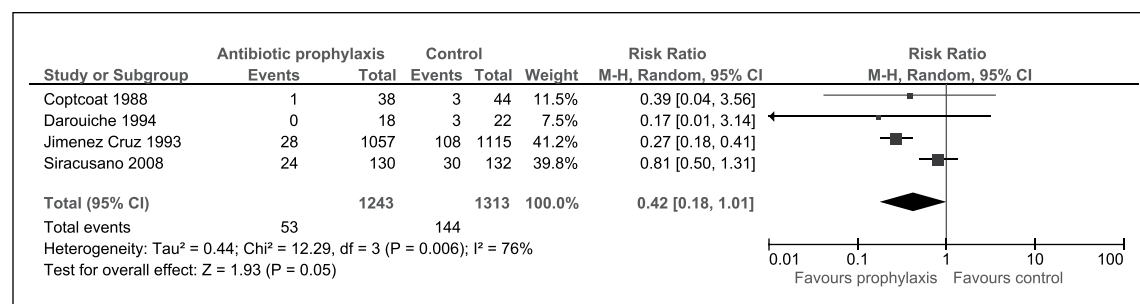 Antibiotic prophylaxis Control Risk Ratio Risk Ratio
Study or Subgroup Events Total Events Total Weight M-H, Random, 95% CI M-H, Random, 95% CI
Coptcoat 1988 1 38 3 44 11.5% 0.39 [0.04, 3.56]
Darouiche 1994 0 18 3 22 7.5% 0.17 [0.01, 3.14]
Jimenez Cruz 1993 28 1057 108 1115 41.2% 0.27 [0.18, 0.41]
Siracusano 2008 24 130 30 132 39.8% 0.81 [0.50, 1.31]
Total (95% CI) 1243 1313 100.0% 0.42 [0.18, 1.01]
Total events 53 144
Heterogeneity: Tau² = 0.44; Chi² = 12.29, df = 3 (P = 0.006); I² = 76%
Test for overall effect: Z = 1.93 (P = 0.05)
0.01 0.1 1 10 100
Favours prophylaxis Favours control